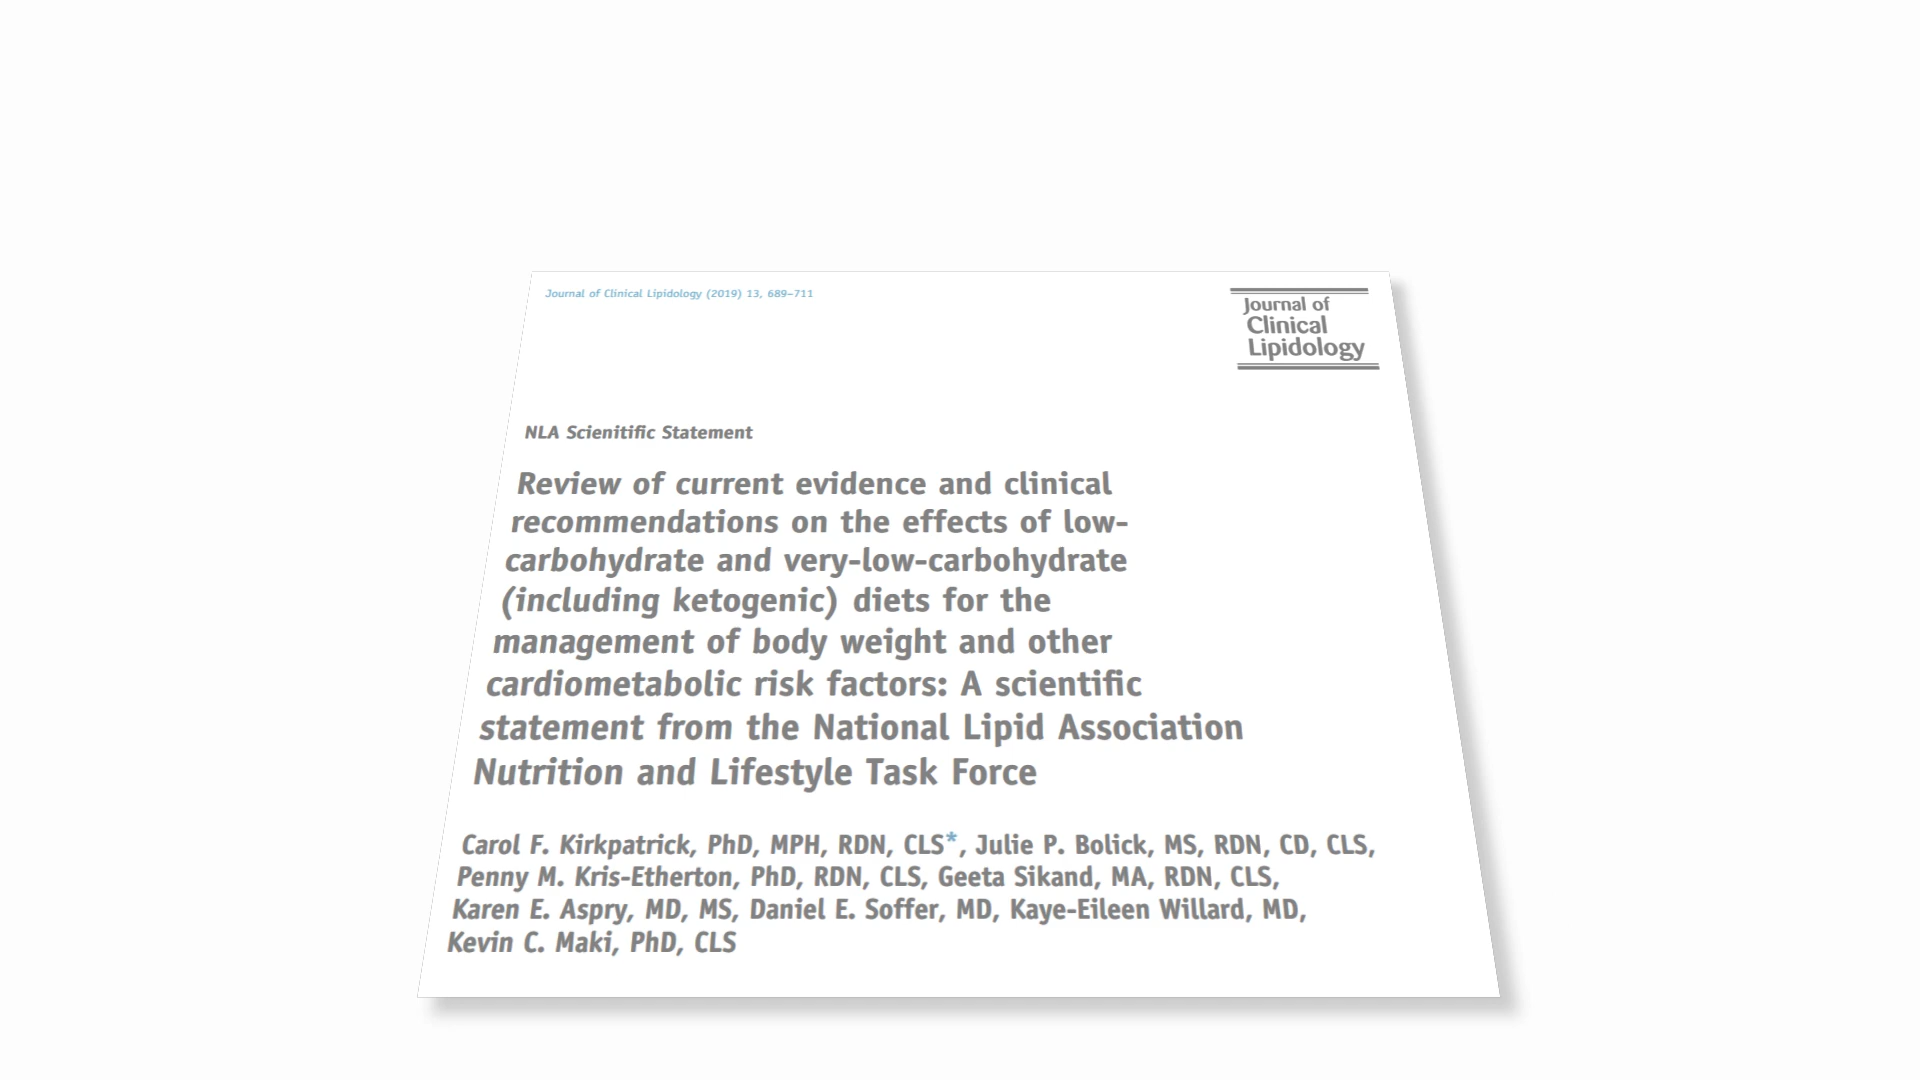 Journal of Clinical Lipidology (2019) 13, 689–711
Journal of
Clinical
Lipidology
NLA Scienitific Statement
Review of current evidence and clinical
recommendations on the effects of low-
carbohydrate and very-low-carbohydrate
(including ketogenic) diets for the
management of body weight and other
cardiometabolic risk factors: A scientific
statement from the National Lipid Association
Nutrition and Lifestyle Task Force
Carol F. Kirkpatrick, PhD, MPH, RDN, CLS*, Julie P. Bolick, MS, RDN, CD, CLS,
Penny M. Kris-Etherton, PhD, RDN, CLS, Geeta Sikand, MA, RDN, CLS,
Karen E. Aspry, MD, MS, Daniel E. Soffer, MD, Kaye-Eileen Willard, MD,
Kevin C. Maki, PhD, CLS